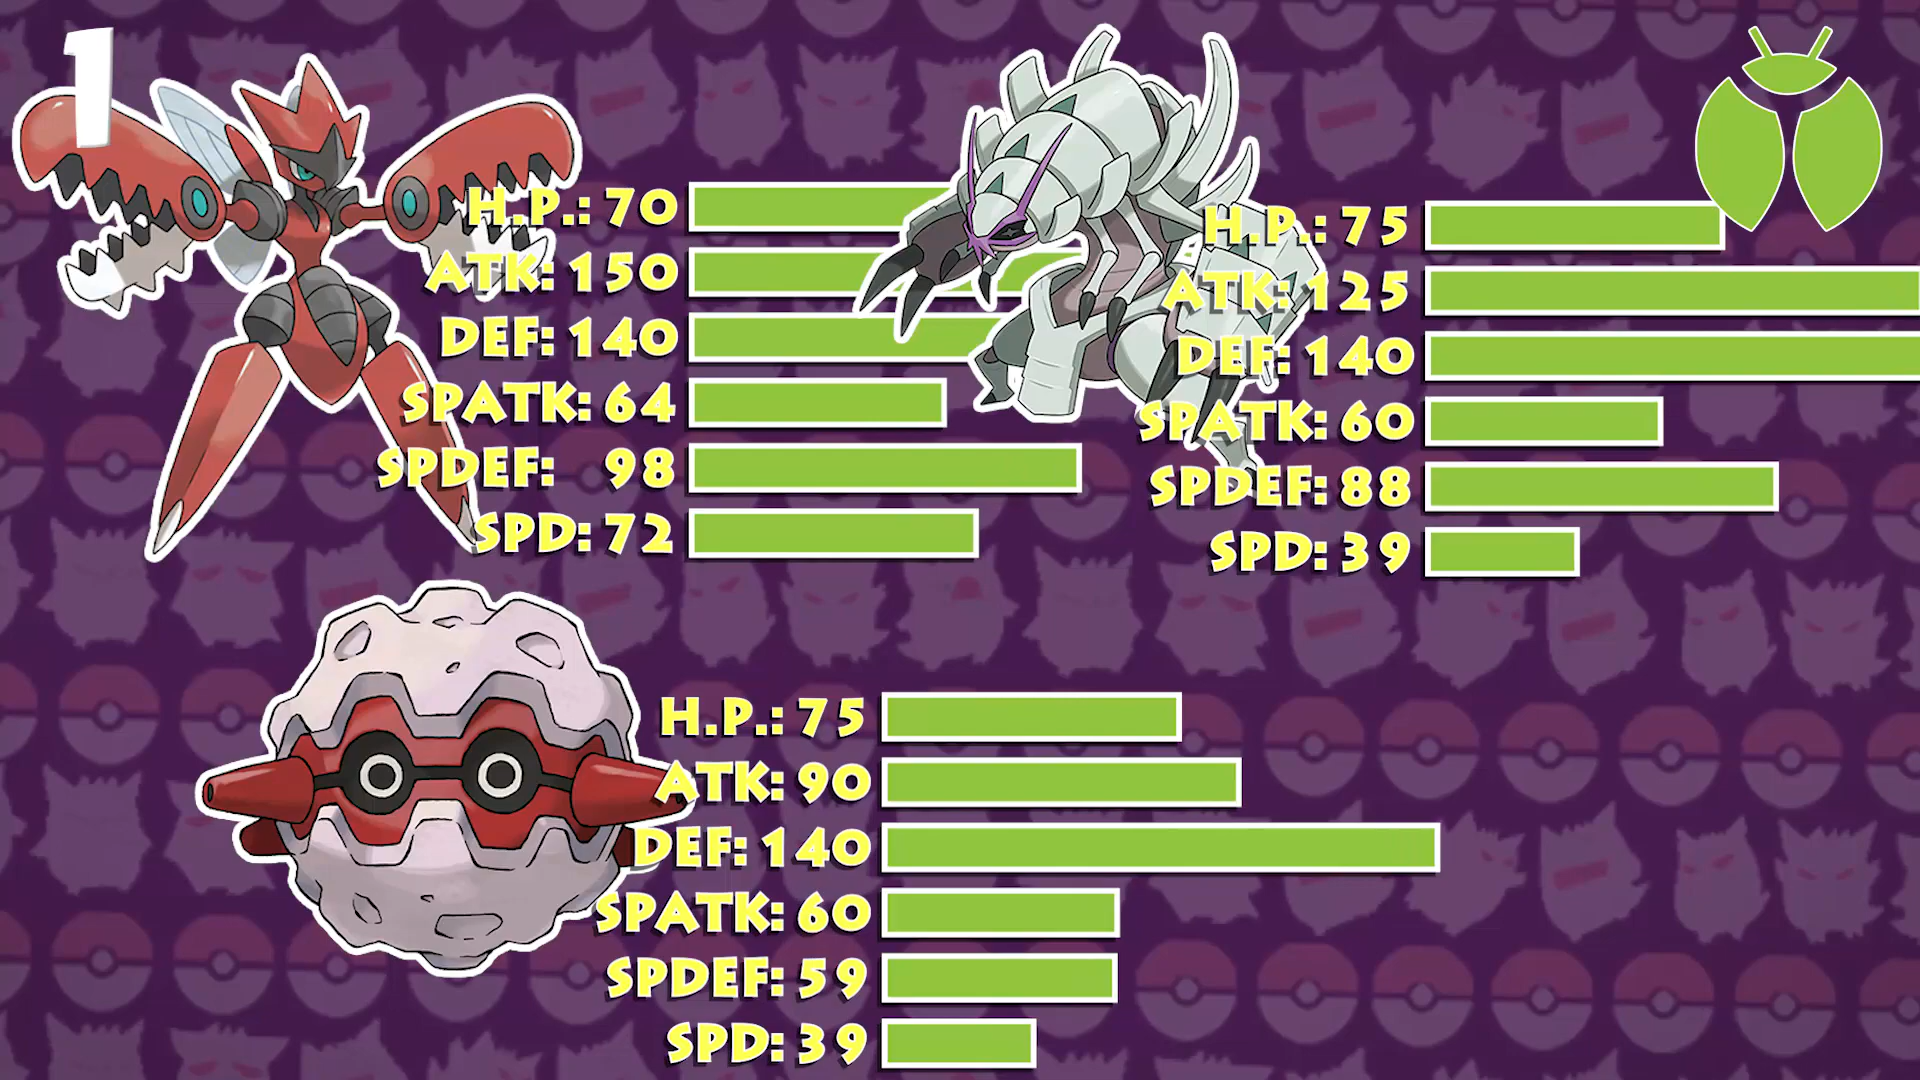 1
H.P.: 70
ATK: 150
DEF: 140
SPATK: 64
SPDEF: 98
SPD: 72
H.P.: 75
ATK: 125
DEF: 140
SPATK: 60
SPDEF: 88
SPD: 39
H.P.: 75
ATK: 90
DEF: 140
SPATK: 60
SPDEF: 59
SPD: 39